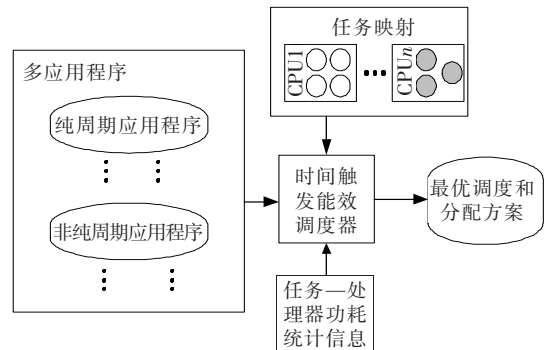 多应用程序
纯周期应用程序
非纯周期应用程序
任务映射
CPU1
CPUn
时间触
发能效
调度器
最优调度和
分配方案
任务—处
理器功耗
统计信息